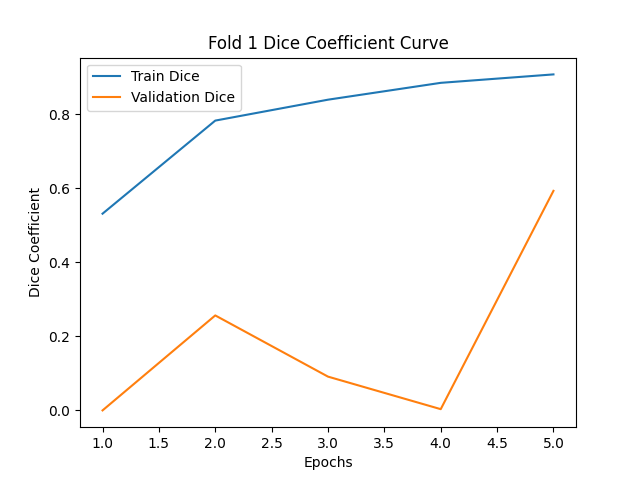 Fold 1 Dice Coefficient Curve
Train Dice
Validation Dice
Dice Coefficient
0.8
0.6
0.4
0.2
0.0
1.0 1.5 2.0 2.5 3.0 3.5 4.0 4.5 5.0
Epochs